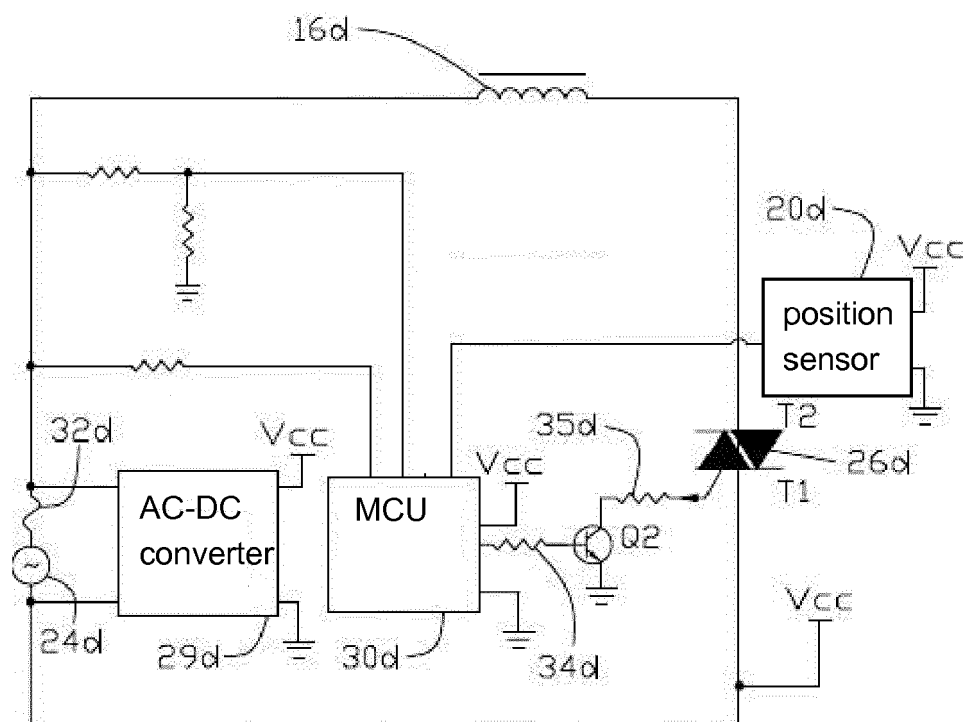 16d
20d
Vcc
position
sensor
T2
26d
T1
35d
Q2
32d
Vcc
AC-DC
converter
29d
~
24d
MCU
30d
Vcc
34d
Vcc